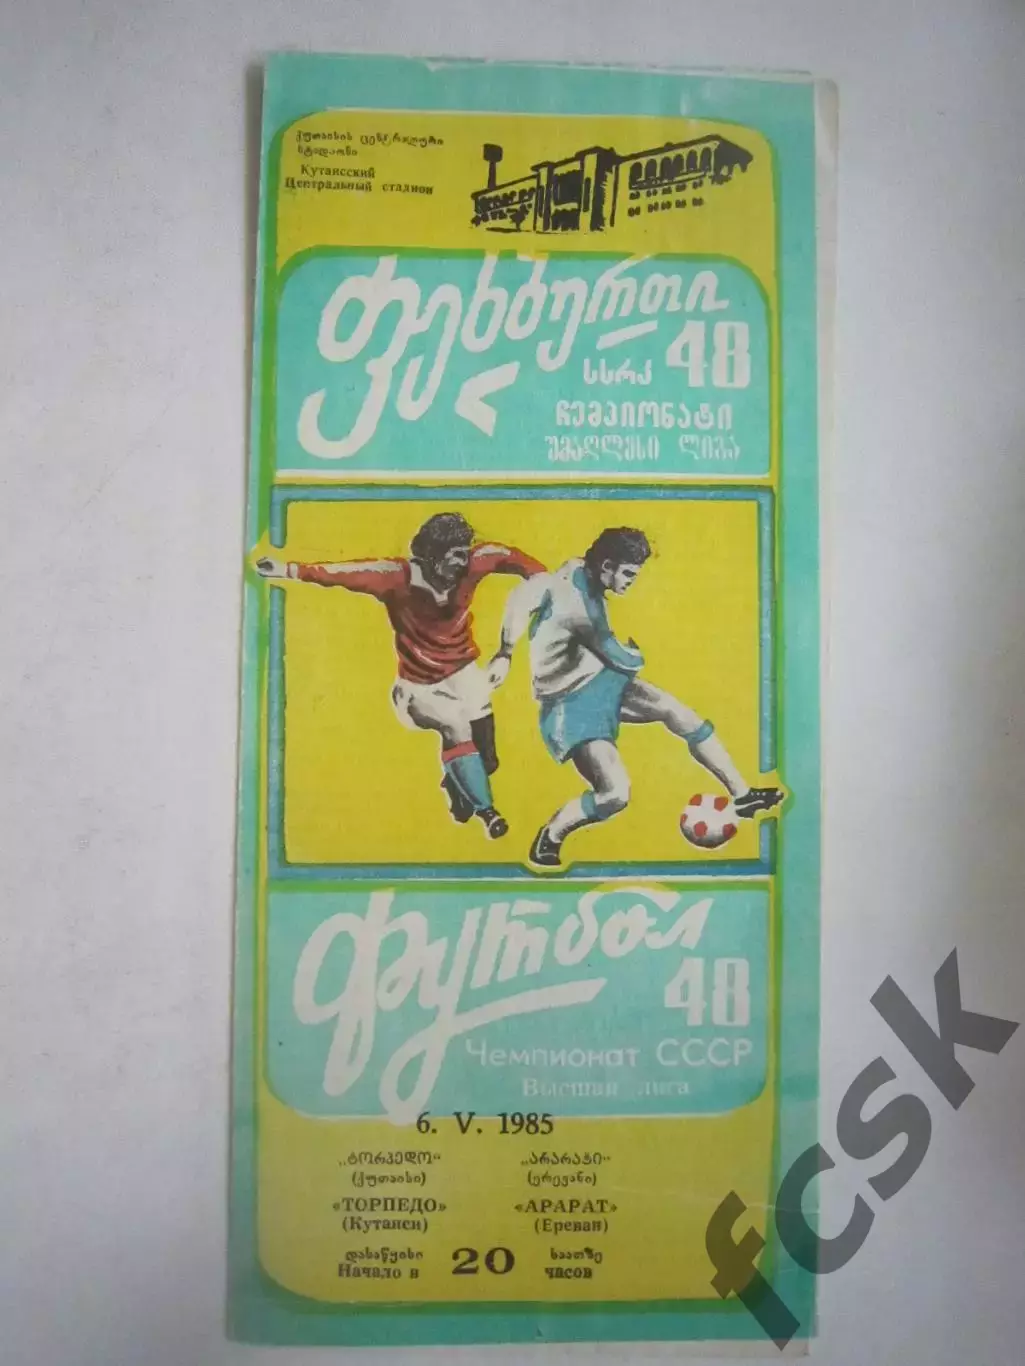 ქუთაისის ცენტრალური
სტადიონი
Кутаисский
Центральный стадион
ფეხბურთი
სსრკ 48
ჩემპიონატი
უმაღლესი ლიგა
Футбол
48
Чемпионат СССР
Высшая лига
6. V. 1985
„ტორპედო“ „არარატი“
(ქუთაისი) (ერევანი)
«ТОРПЕДО» «АРАРАТ»
(Кутаиси) (Ереван)
დასაწყისი 20 საათზე
Начало в часов
fcsk